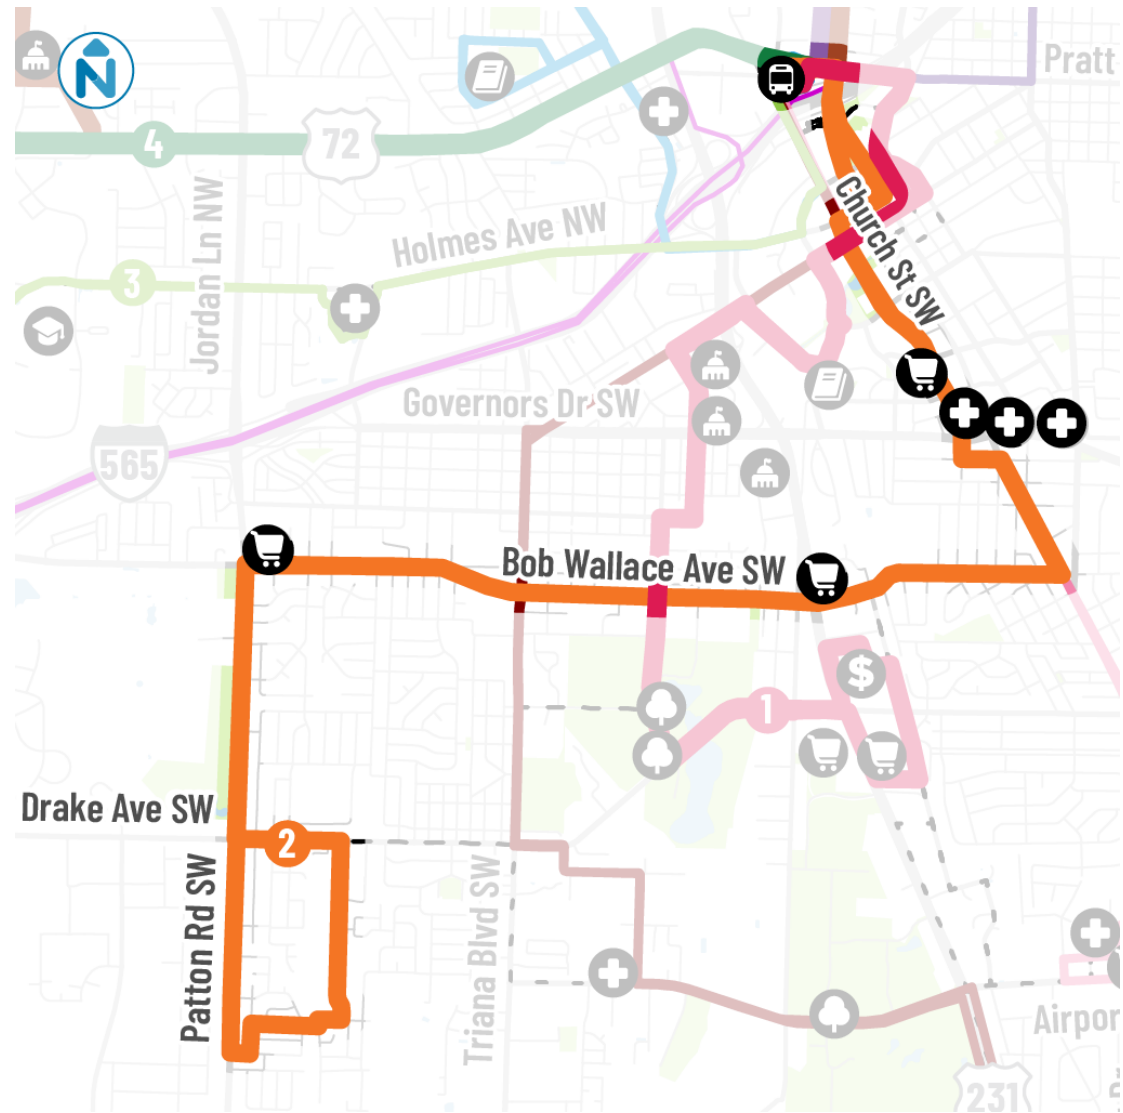 N
Pratt
4
72
Jordan Ln NW
Holmes Ave NW
Church St SW
3
Governors Dr SW
565
Bob Wallace Ave SW
$
1
Drake Ave SW
2
Patton Rd SW
Triana Blvd SW
Airpor
231